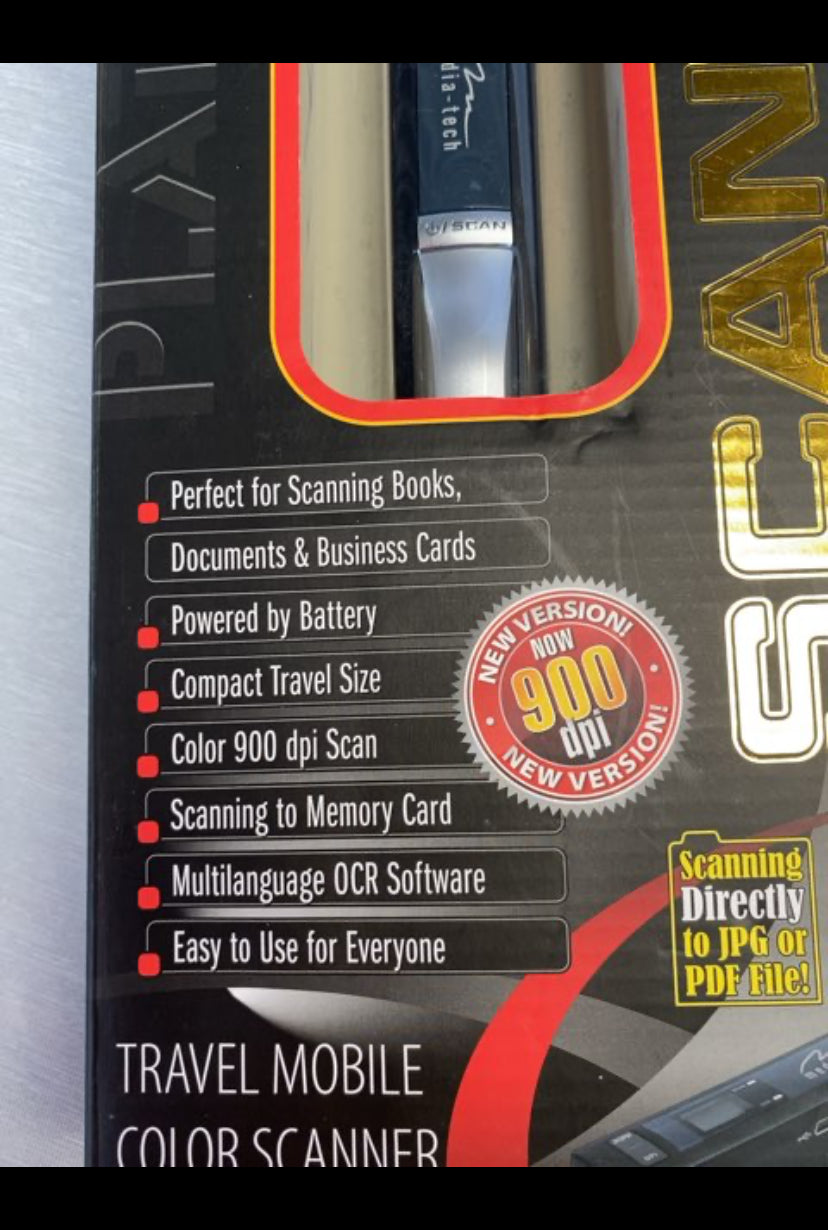 dia-tech
/ SCAN
SCAN
Perfect for Scanning Books,
Documents & Business Cards
Powered by Battery
Compact Travel Size
Color 900 dpi Scan
Scanning to Memory Card
Multilanguage OCR Software
Easy to Use for Everyone
NEW VERSION!
NOW
900
dpi
NEW VERSION!
Scanning
Directly
to JPG or
PDF File!
TRAVEL MOBILE
COLOR SCANNER